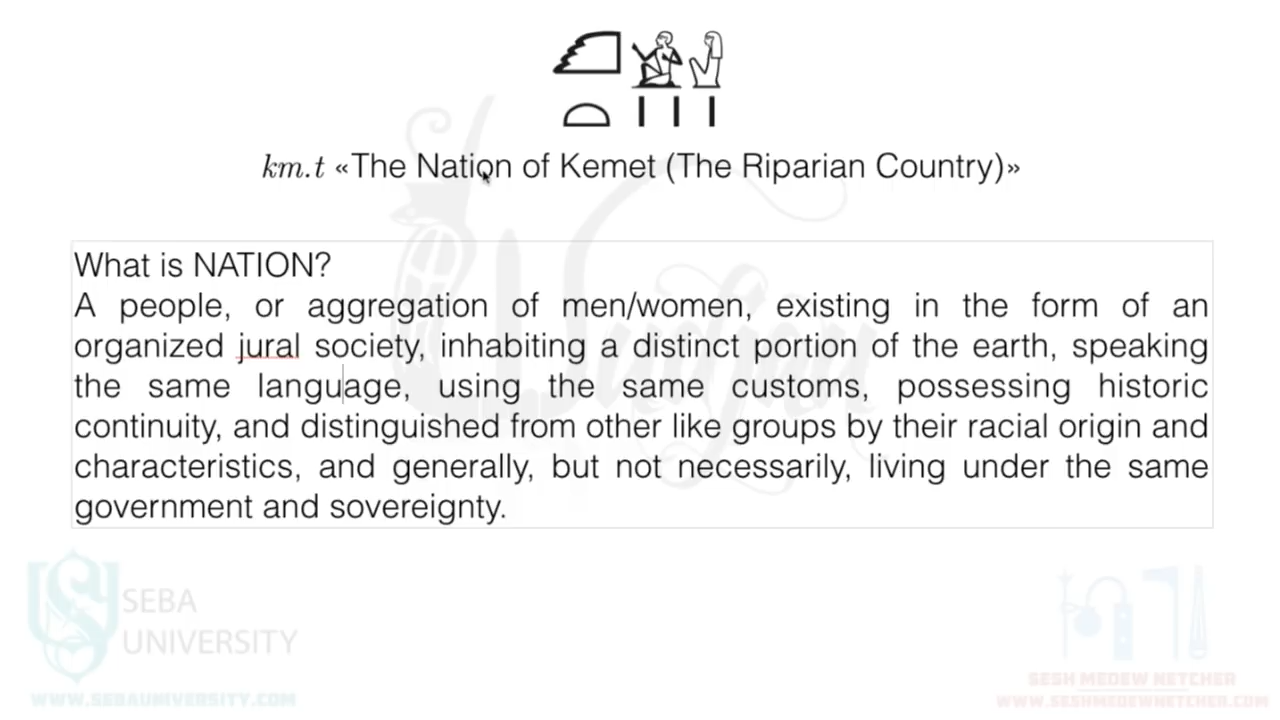 𓆎𓀀𓁐
𓏏𓏤𓏤𓏤
km.t «The Nation of Kemet (The Riparian Country)»
What is NATION?
A people, or aggregation of men/women, existing in the form of an
organized jural society, inhabiting a distinct portion of the earth, speaking
the same language, using the same customs, possessing historic
continuity, and distinguished from other like groups by their racial origin and
characteristics, and generally, but not necessarily, living under the same
government and sovereignty.
SEBA
UNIVERSITY
WWW.SEBAUNIVERSITY.COM
SESH MEDEW NETCHER
WWW.SESHMEDEWNETCHER.COM